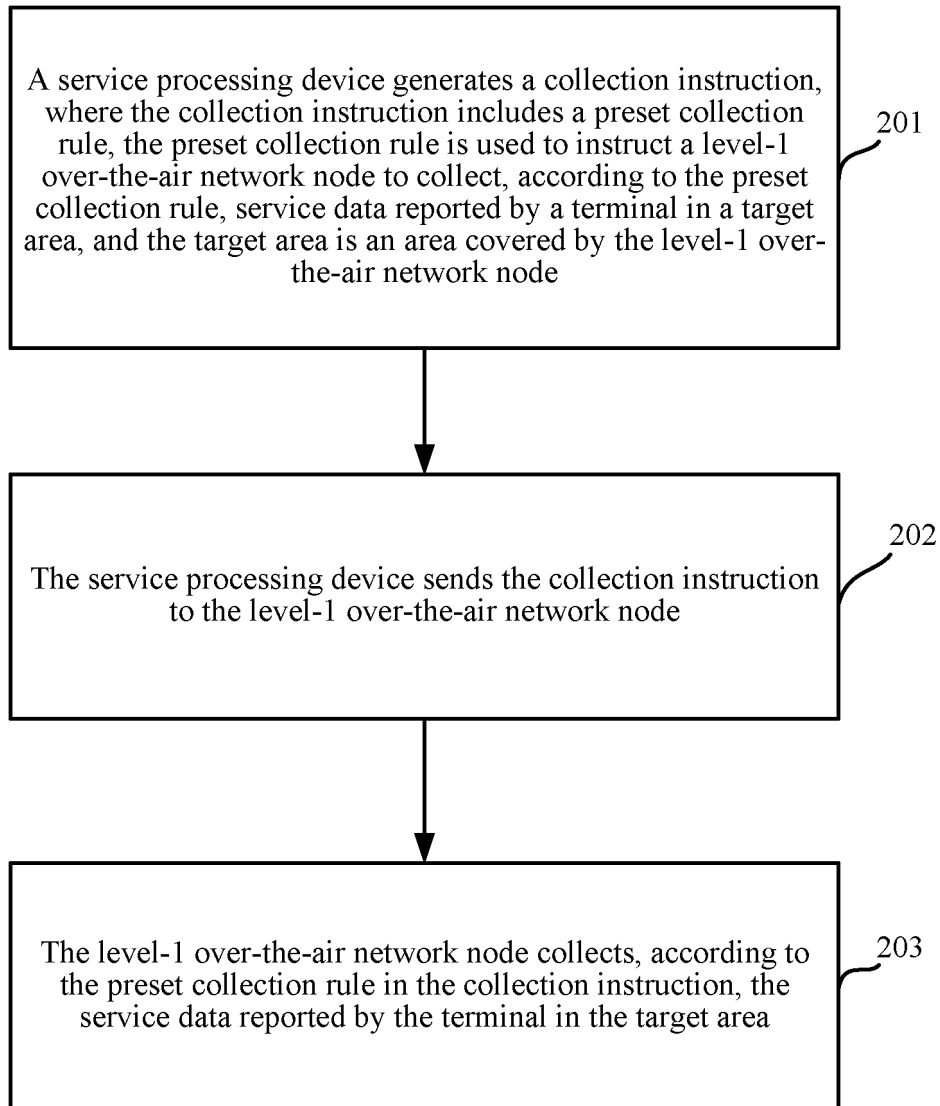 A service processing device generates a collection instruction,
where the collection instruction includes a preset collection
rule, the preset collection rule is used to instruct a level-1
over-the-air network node to collect, according to the preset
collection rule, service data reported by a terminal in a target
area, and the target area is an area covered by the level-1 over-
the-air network node
201
The service processing device sends the collection instruction
to the level-1 over-the-air network node
202
The level-1 over-the-air network node collects, according to
the preset collection rule in the collection instruction, the
service data reported by the terminal in the target area
203